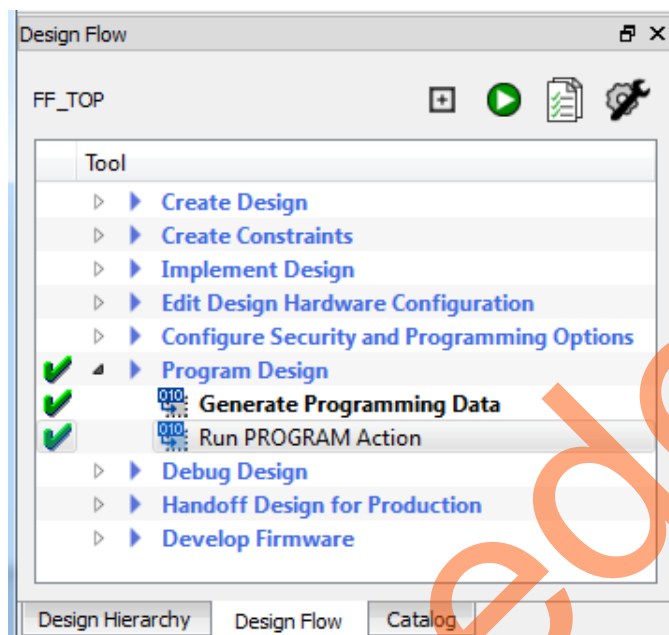 Design Flow
FF_TOP
Tool
Create Design
Create Constraints
Implement Design
Edit Design Hardware Configuration
Configure Security and Programming Options
Program Design
Generate Programming Data
Run PROGRAM Action
Debug Design
Handoff Design for Production
Develop Firmware
Design Hierarchy Design Flow Catalog